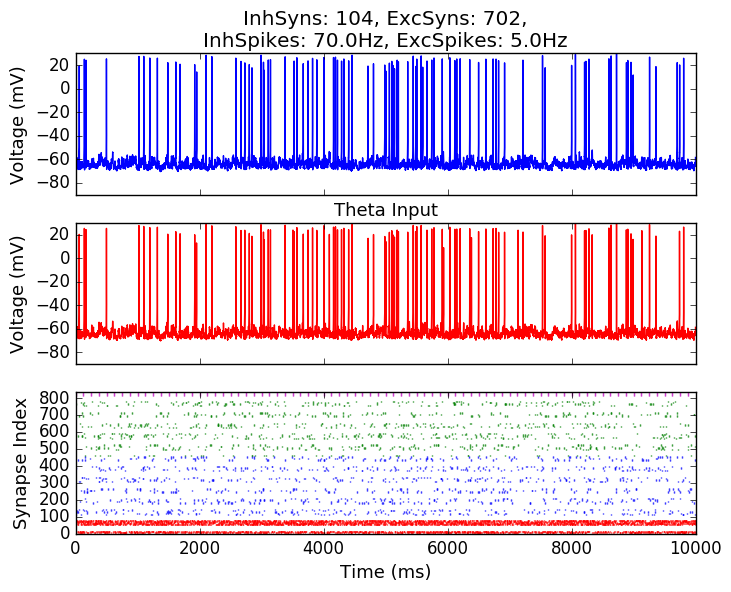 InhSyns: 104, ExcSyns: 702,
InhSpikes: 70.0Hz, ExcSpikes: 5.0Hz
Voltage (mV)
20
0
−20
−40
−60
−80
Theta Input
Voltage (mV)
20
0
−20
−40
−60
−80
Synapse Index
800
700
600
500
400
300
200
100
0
0 2000 4000 6000 8000 10000
Time (ms)